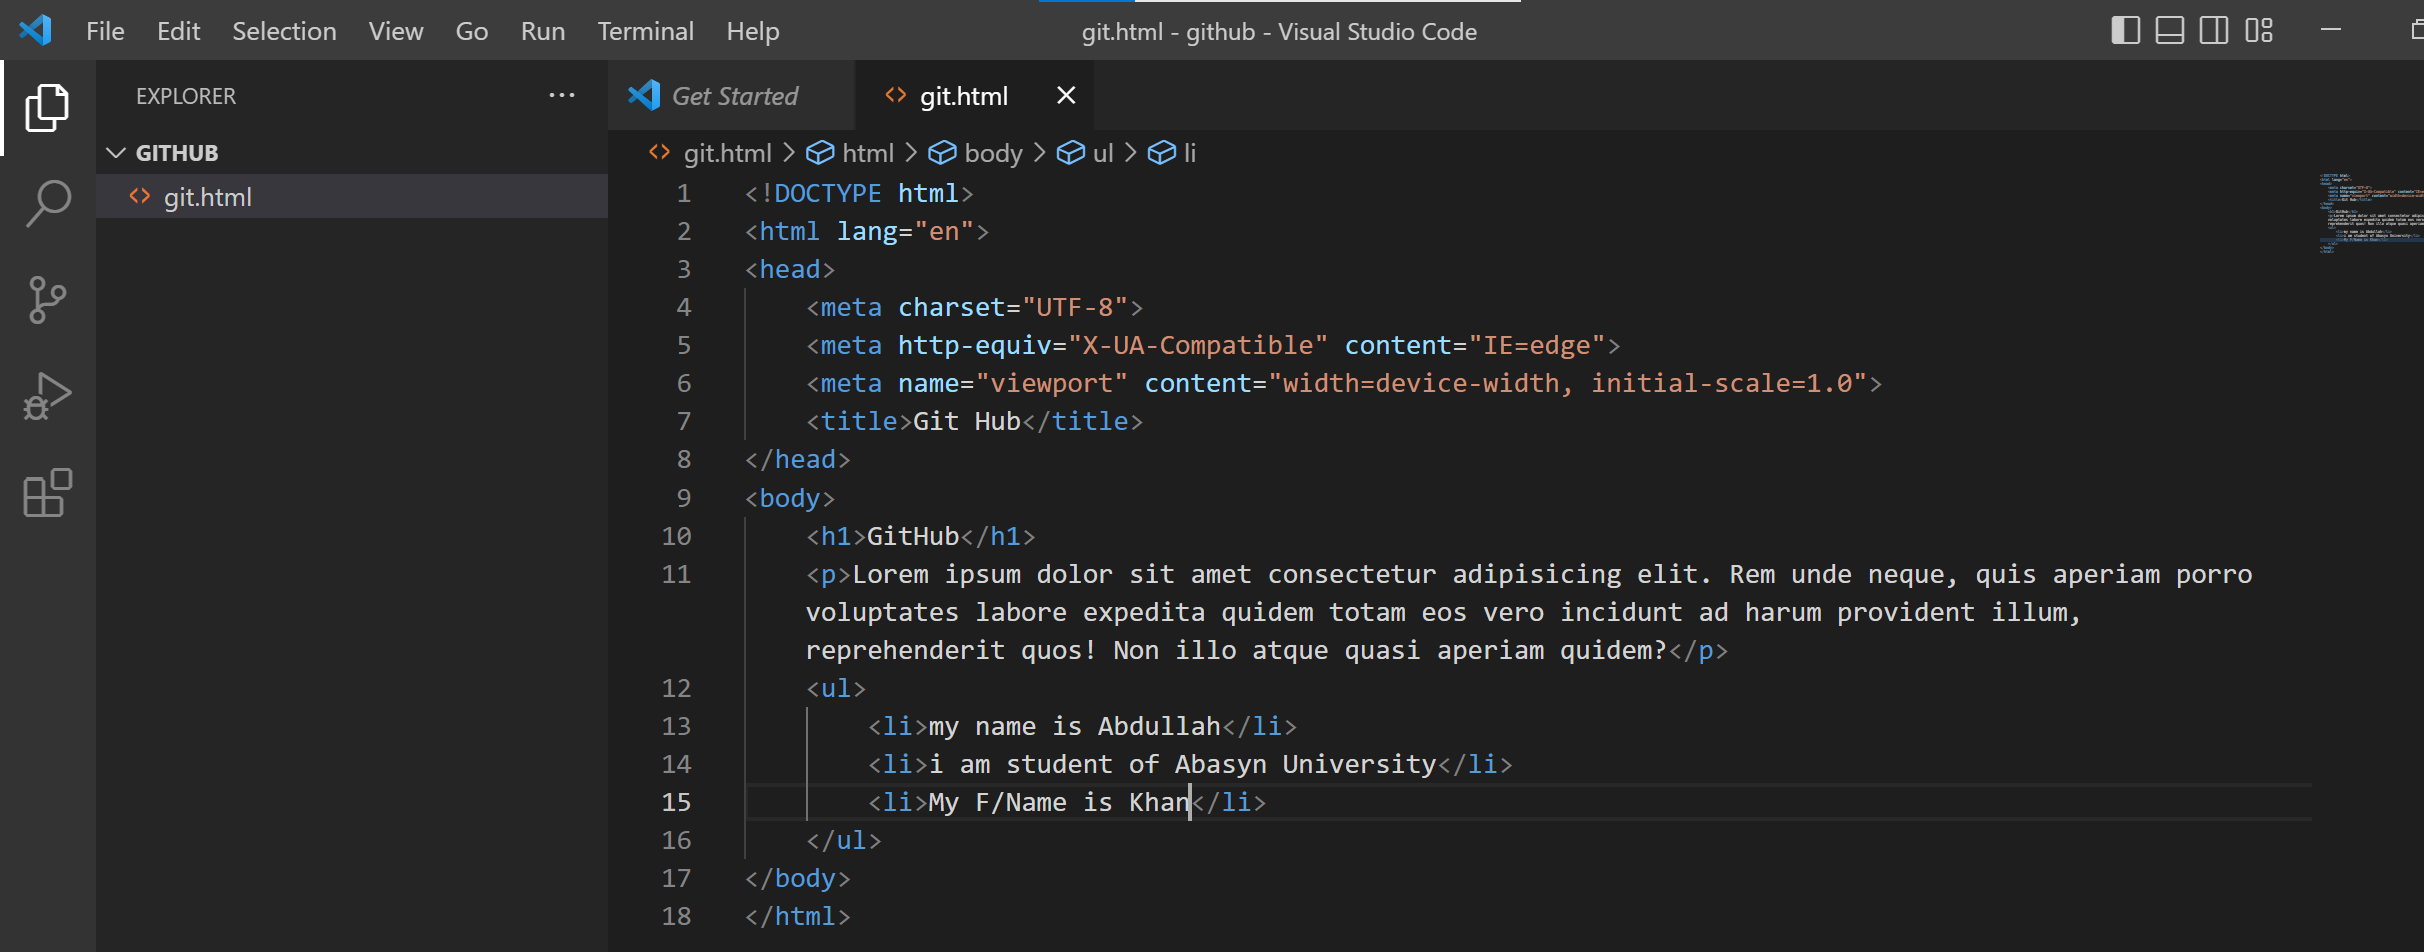 File Edit Selection View Go Run Terminal Help git.html - github - Visual Studio Code
EXPLORER ···
GITHUB
git.html
Get Started git.html
git.html > html > body > ul > li
1 <!DOCTYPE html>
2 <html lang="en">
3 <head>
4 <meta charset="UTF-8">
5 <meta http-equiv="X-UA-Compatible" content="IE=edge">
6 <meta name="viewport" content="width=device-width, initial-scale=1.0">
7 <title>Git Hub</title>
8 </head>
9 <body>
10 <h1>GitHub</h1>
11 <p>Lorem ipsum dolor sit amet consectetur adipisicing elit. Rem unde neque, quis aperiam porro
voluptates labore expedita quidem totam eos vero incidunt ad harum provident illum,
reprehenderit quos! Non illo atque quasi aperiam quidem?</p>
12 <ul>
13 <li>my name is Abdullah</li>
14 <li>i am student of Abasyn University</li>
15 <li>My F/Name is Khan</li>
16 </ul>
17 </body>
18 </html>